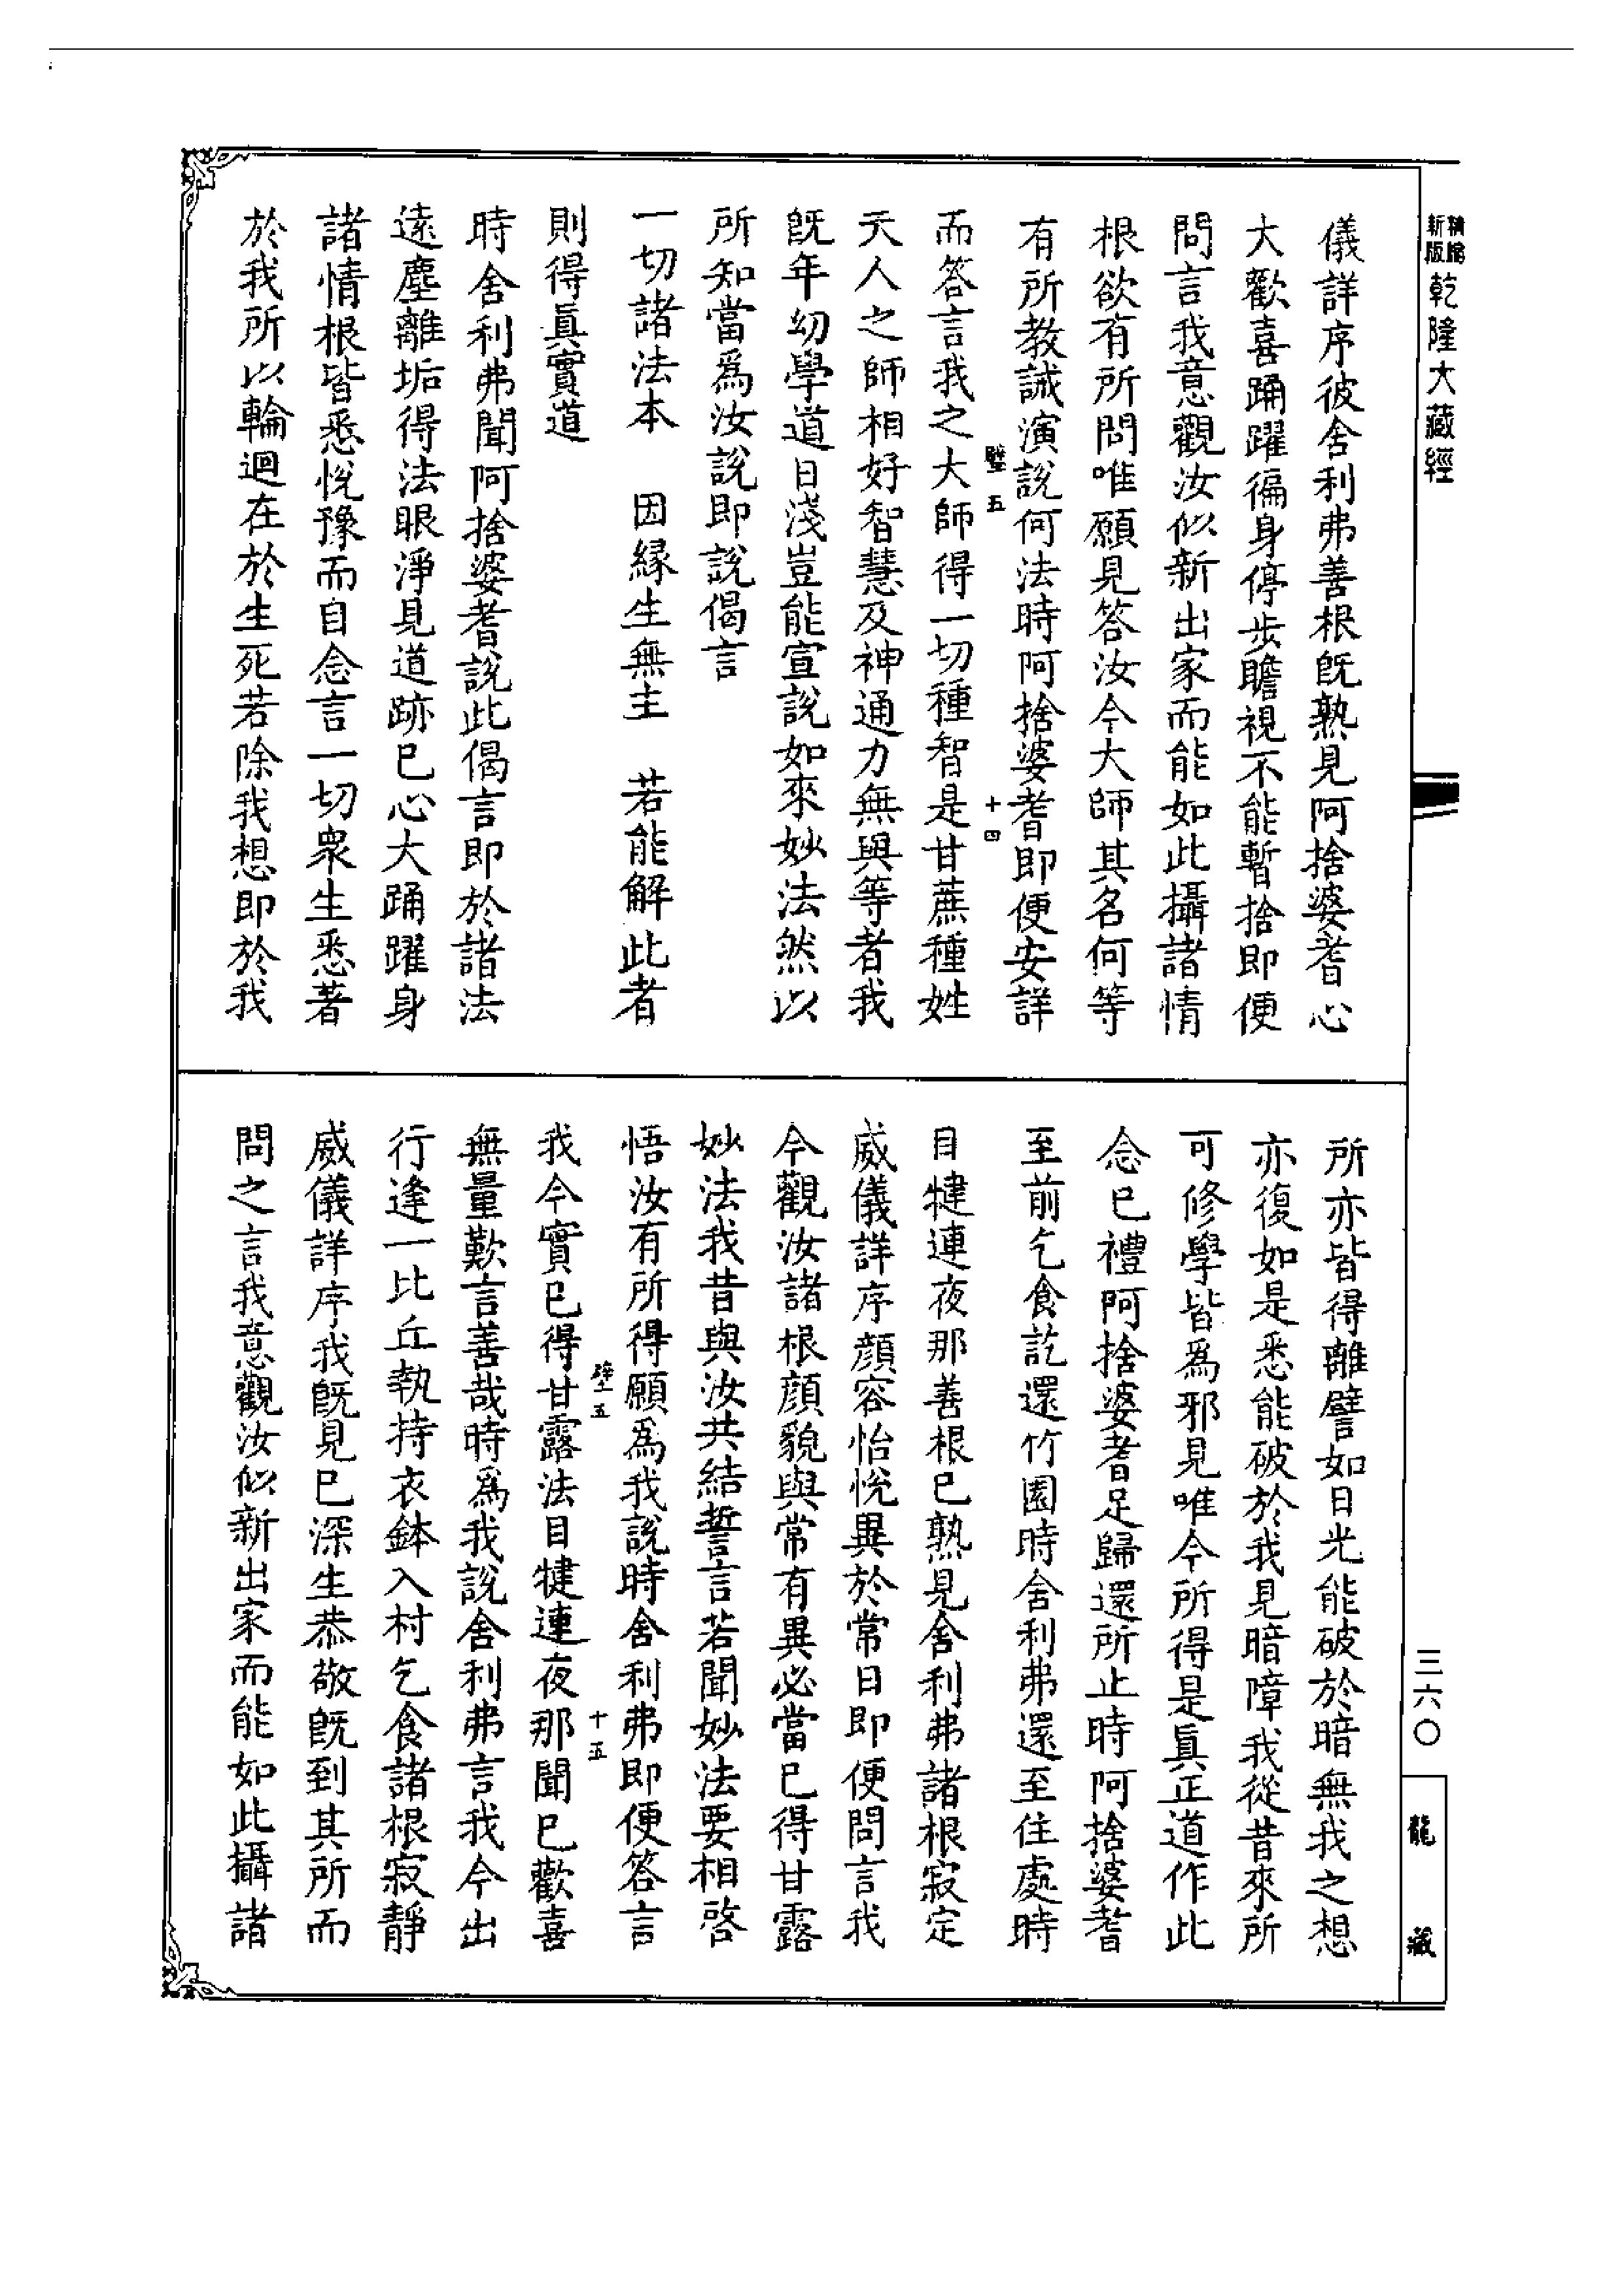 新版
乾隆大藏經
儀詳序彼舍利弗善根旣熟見阿捨婆耆心
大歡喜踊躍徧身停步瞻視不能暫捨即便
問言我意觀汝似新出家而能如此攝諸情
根欲有所問唯願見答汝今大師其名何等
有所教誡演說何法時阿捨婆耆即便安詳
璧五 十四
而答言我之大師得一切種智是甘蔗種姓
天人之師相好智慧及神通力無與等者我
旣年幼學道日淺豈能宣說如來妙法然以
所知當爲汝說即說偈言
一切諸法本 因緣生無主 若能解此者
則得眞實道
時舍利弗聞阿捨婆耆說此偈言即於諸法
遠塵離垢得法眼淨見道跡已心大踊躍身
諸情根皆悉悅豫而自念言一切衆生悉著
於我所以輪迴在於生死若除我想即於我
所亦皆得離譬如日光能破於暗無我之想
亦復如是悉能破於我見暗障我從昔來所
可修學皆爲邪見唯今所得是眞正道作此
念已禮阿捨婆耆足歸還所止時阿捨婆耆
至前乞食訖還竹園時舍利弗還至住處時
目犍連夜那善根已熟見舍利弗諸根寂定
威儀詳序顏容怡悅異於常日即便問言我
今觀汝諸根顏貌與常有異必當已得甘露
妙法我昔與汝共結誓言若聞妙法要相啓
悟汝有所得願爲我說時舍利弗即便答言
璧五 十五
我今實已得甘露法目犍連夜那聞已歡喜
無量歎言善哉時爲我說舍利弗言我今出
行逢一比丘執持衣鉢入村乞食諸根寂靜
威儀詳序我旣見已深生恭敬旣到其所而
問之言我意觀汝似新出家而能如此攝諸
三六〇
龍藏